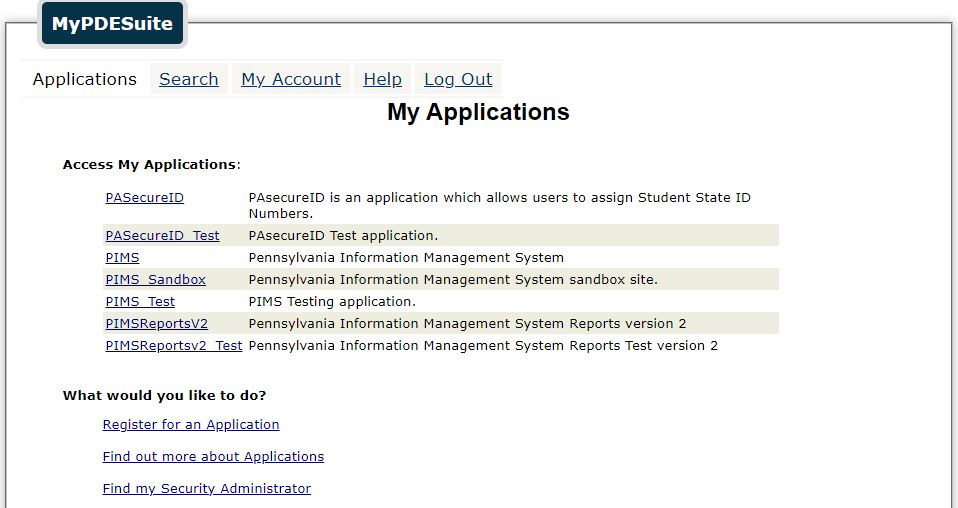 MyPDESuite
Applications Search My Account Help Log Out
My Applications
Access My Applications:
PASecureID PAsecureID is an application which allows users to assign Student State ID
Numbers.
PASecureID_Test PAsecureID Test application.
PIMS Pennsylvania Information Management System
PIMS_Sandbox Pennsylvania Information Management System sandbox site.
PIMS_Test PIMS Testing application.
PIMSReportsV2 Pennsylvania Information Management System Reports version 2
PIMSReportsv2_Test Pennsylvania Information Management System Reports Test version 2
What would you like to do?
Register for an Application
Find out more about Applications
Find my Security Administrator